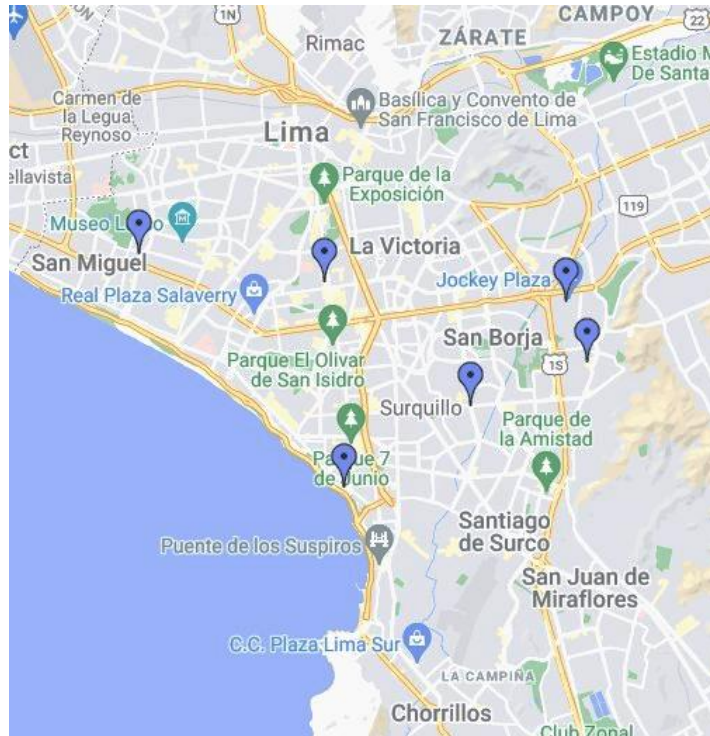 1N
CAMPOY
22
Rimac
ZÁRATE
Estadio M
De Santa
Carmen de
la Legua
Reynoso
Basílica y Convento de
San Francisco de Lima
Lima
ct
ellavista
Parque de la
Exposición
119
Museo
La Victoria
San Miguel
Jockey Plaza
Real Plaza Salaverry
San Borja
1S
Parque El Olivar
de San Isidro
Surquillo
Parque de
la Amistad
Parque 7
de Junio
Santiago
de Surco
Puente de los Suspiros
San Juan de
Miraflores
C.C. Plaza Lima Sur
LA CAMPIÑA
Chorrillos
Club Zonal